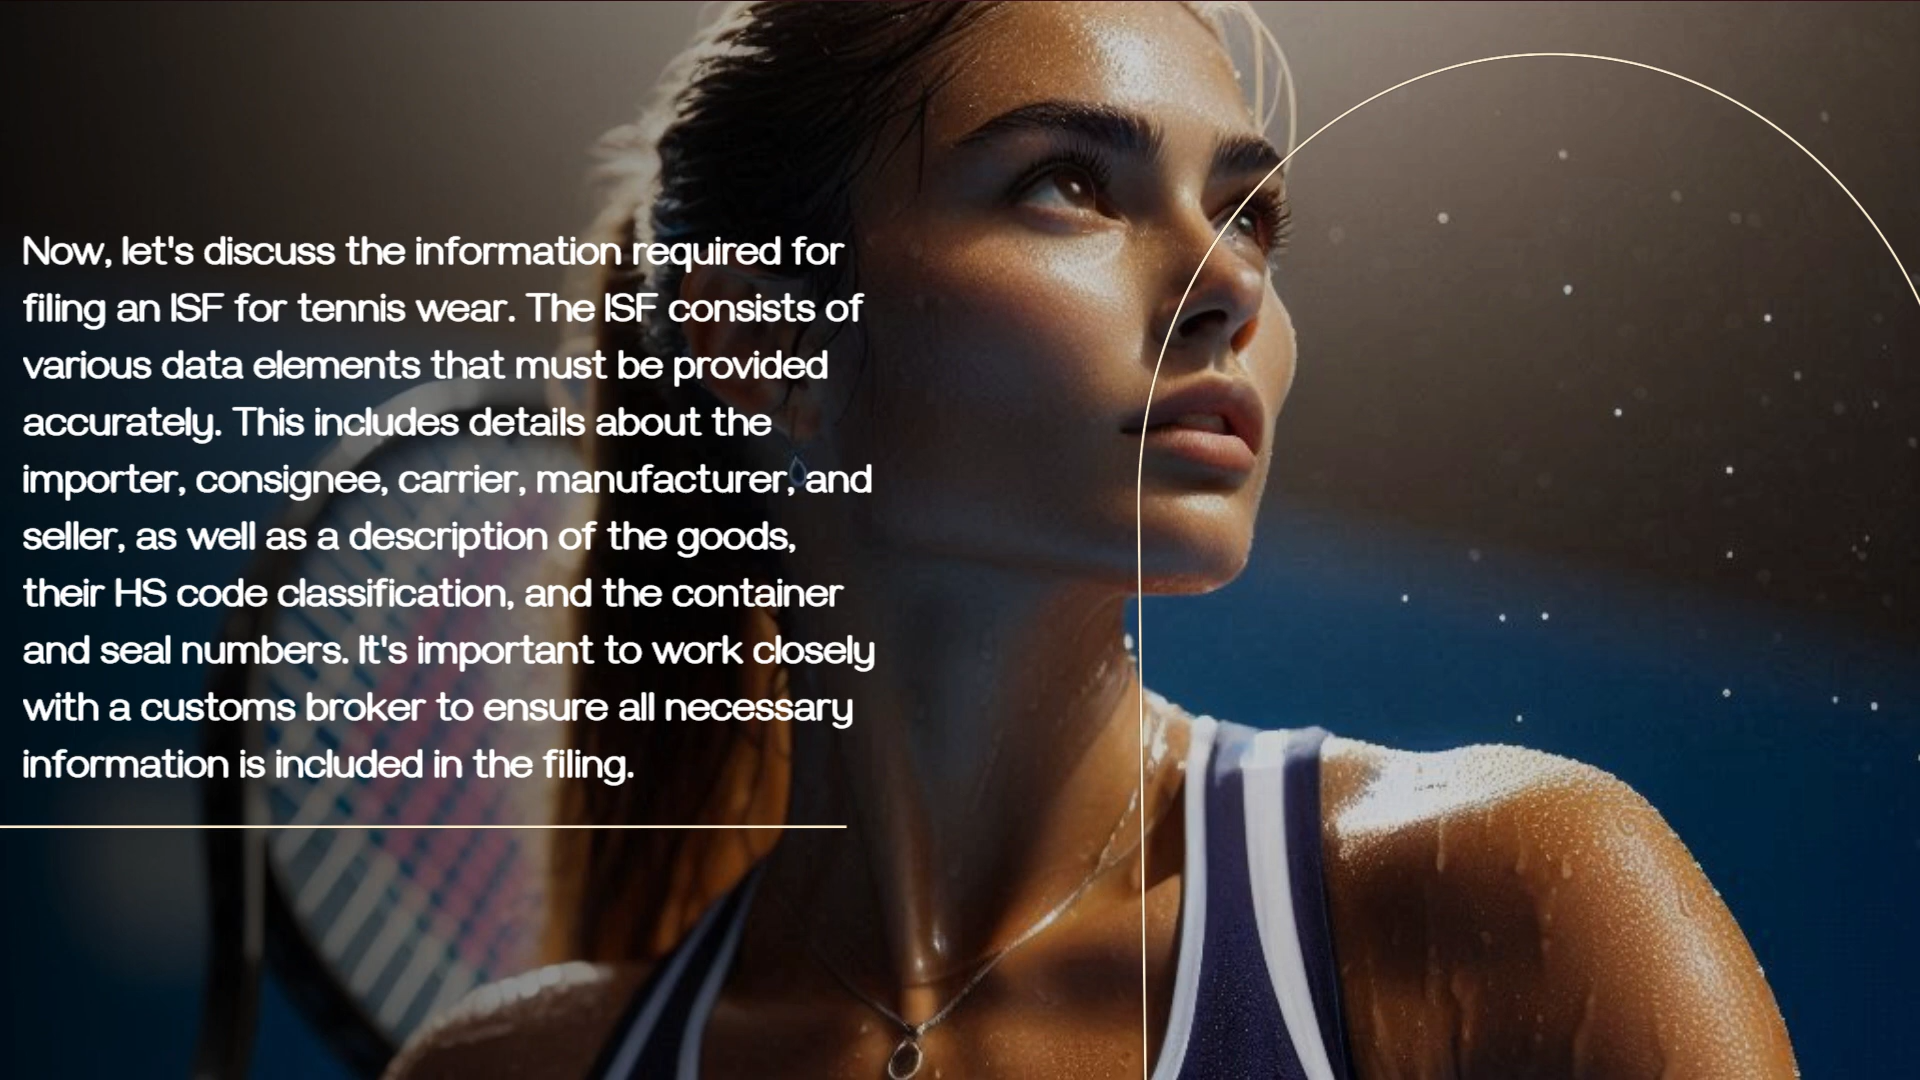 Now, let's discuss the information required for
filing an ISF for tennis wear. The ISF consists of
various data elements that must be provided
accurately. This includes details about the
importer, consignee, carrier, manufacturer, and
seller, as well as a description of the goods,
their HS code classification, and the container
and seal numbers. It's important to work closely
with a customs broker to ensure all necessary
information is included in the filing.